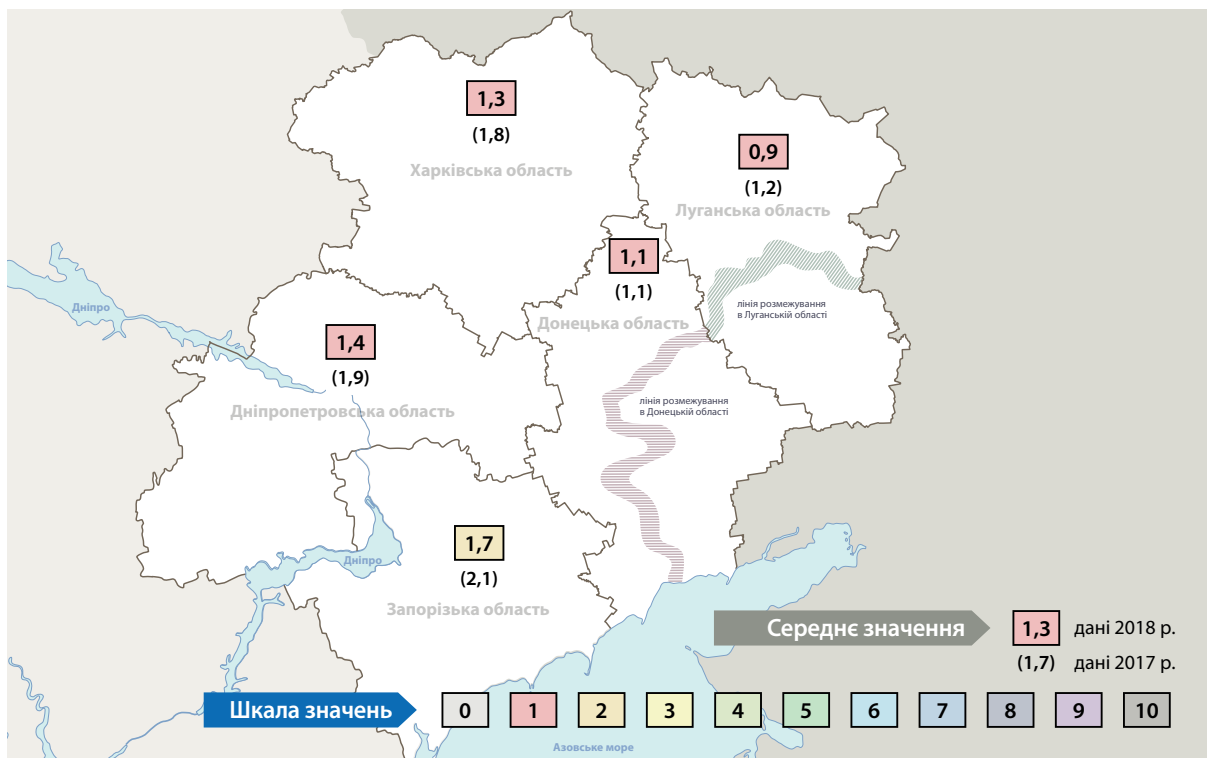 1,3
(1,8)
Харківська область
0,9
(1,2)
Луганська область
1,1
(1,1)
Донецька область
лінія розмежування
в Луганській області
Дніпро
1,4
(1,9)
Дніпропетровська область
лінія розмежування
в Донецькій області
1,7
(2,1)
Дніпро
Запорізька область
Середнє значення 1,3 дані 2018 р.
(1,7) дані 2017 р.
Шкала значень 0 1 2 3 4 5 6 7 8 9 10
Азовське море